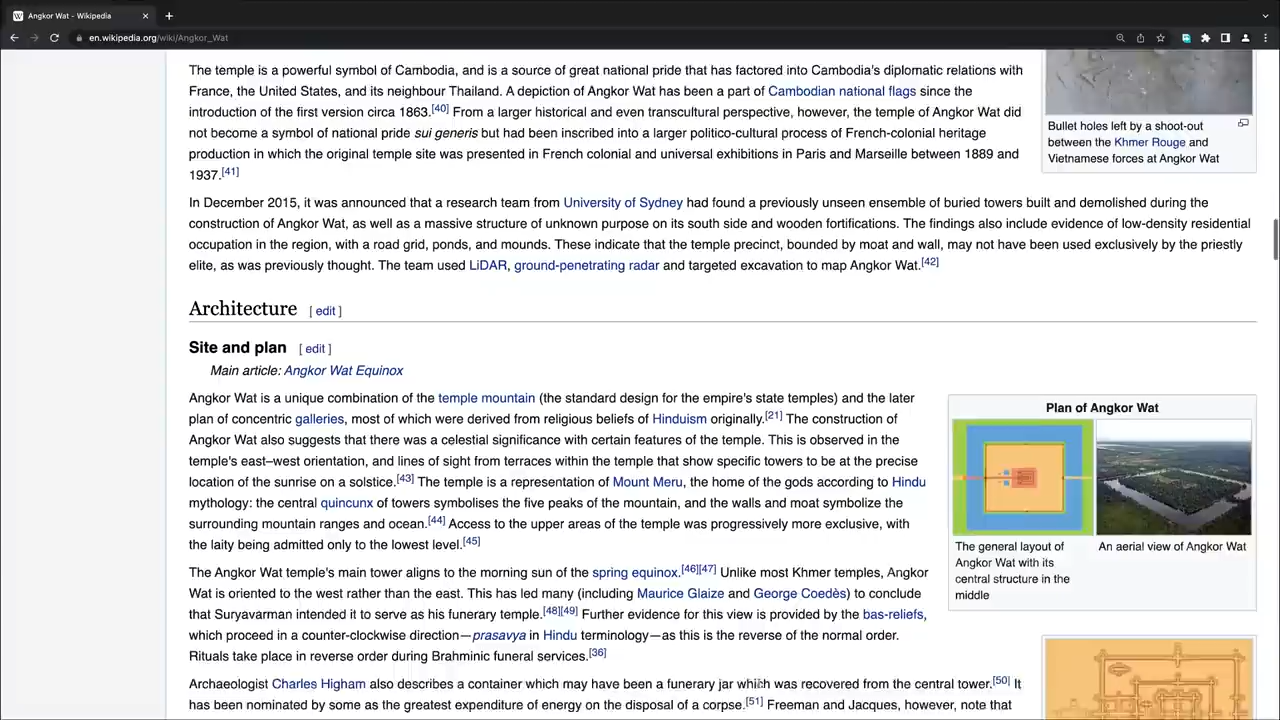 Angkor Wat - Wikipedia
en.wikipedia.org/wiki/Angkor_Wat
The temple is a powerful symbol of Cambodia, and is a source of great national pride that has factored into Cambodia's diplomatic relations with
France, the United States, and its neighbour Thailand. A depiction of Angkor Wat has been a part of Cambodian national flags since the
introduction of the first version circa 1863.[40] From a larger historical and even transcultural perspective, however, the temple of Angkor Wat did
not become a symbol of national pride sui generis but had been inscribed into a larger politico-cultural process of French-colonial heritage
production in which the original temple site was presented in French colonial and universal exhibitions in Paris and Marseille between 1889 and
1937.[41]
Bullet holes left by a shoot-out
between the Khmer Rouge and
Vietnamese forces at Angkor Wat
In December 2015, it was announced that a research team from University of Sydney had found a previously unseen ensemble of buried towers built and demolished during the
construction of Angkor Wat, as well as a massive structure of unknown purpose on its south side and wooden fortifications. The findings also include evidence of low-density residential
occupation in the region, with a road grid, ponds, and mounds. These indicate that the temple precinct, bounded by moat and wall, may not have been used exclusively by the priestly
elite, as was previously thought. The team used LiDAR, ground-penetrating radar and targeted excavation to map Angkor Wat.[42]
Architecture [ edit ]
Site and plan [ edit ]
Main article: Angkor Wat Equinox
Angkor Wat is a unique combination of the temple mountain (the standard design for the empire's state temples) and the later
plan of concentric galleries, most of which were derived from religious beliefs of Hinduism originally.[21] The construction of
Angkor Wat also suggests that there was a celestial significance with certain features of the temple. This is observed in the
temple's east–west orientation, and lines of sight from terraces within the temple that show specific towers to be at the precise
location of the sunrise on a solstice.[43] The temple is a representation of Mount Meru, the home of the gods according to Hindu
mythology: the central quincunx of towers symbolises the five peaks of the mountain, and the walls and moat symbolize the
surrounding mountain ranges and ocean.[44] Access to the upper areas of the temple was progressively more exclusive, with
the laity being admitted only to the lowest level.[45]
Plan of Angkor Wat
The general layout of
Angkor Wat with its
central structure in the
middle
An aerial view of Angkor Wat
The Angkor Wat temple's main tower aligns to the morning sun of the spring equinox.[46][47] Unlike most Khmer temples, Angkor
Wat is oriented to the west rather than the east. This has led many (including Maurice Glaize and George Coedès) to conclude
that Suryavarman intended it to serve as his funerary temple.[48][49] Further evidence for this view is provided by the bas-reliefs,
which proceed in a counter-clockwise direction—prasavya in Hindu terminology—as this is the reverse of the normal order.
Rituals take place in reverse order during Brahminic funeral services.[36]
Archaeologist Charles Higham also describes a container which may have been a funerary jar which was recovered from the central tower.[50] It
has been nominated by some as the greatest expenditure of energy on the disposal of a corpse.[51] Freeman and Jacques, however, note that